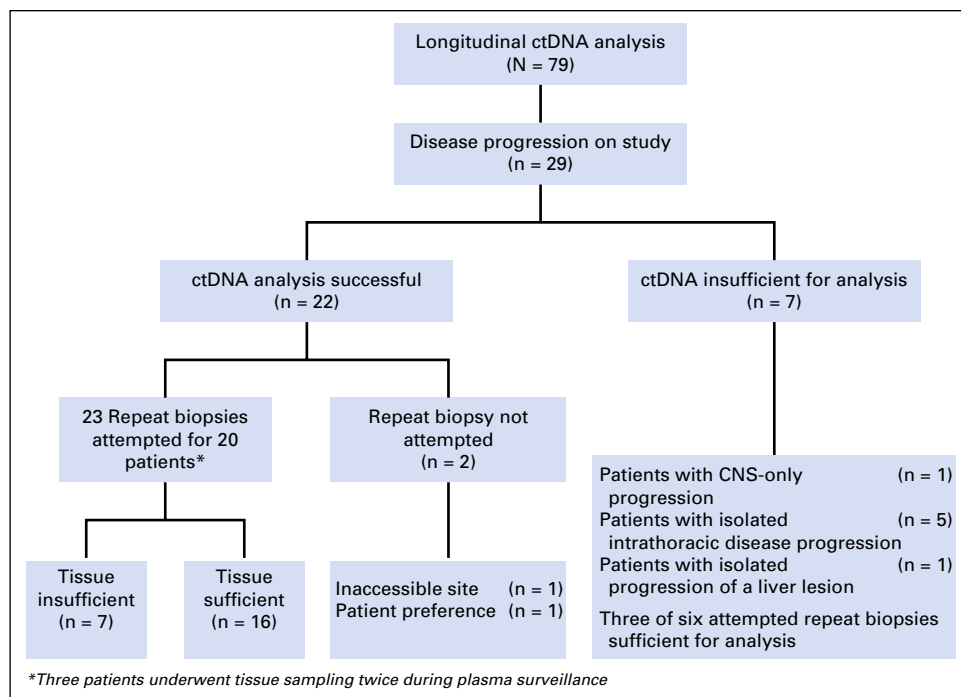 Longitudinal ctDNA analysis
(N = 79)
Disease progression on study
(n = 29)
ctDNA analysis successful
(n = 22)
ctDNA insufficient for analysis
(n = 7)
23 Repeat biopsies
attempted for 20
patients*
Repeat biopsy not
attempted
(n = 2)
Tissue
insufficient
(n = 7)
Tissue
sufficient
(n = 16)
Inaccessible site (n = 1)
Patient preference (n = 1)
Patients with CNS-only (n = 1)
progression
Patients with isolated (n = 5)
intrathoracic disease progression
Patients with isolated (n = 1)
progression of a liver lesion
Three of six attempted repeat biopsies
sufficient for analysis
*Three patients underwent tissue sampling twice during plasma surveillance